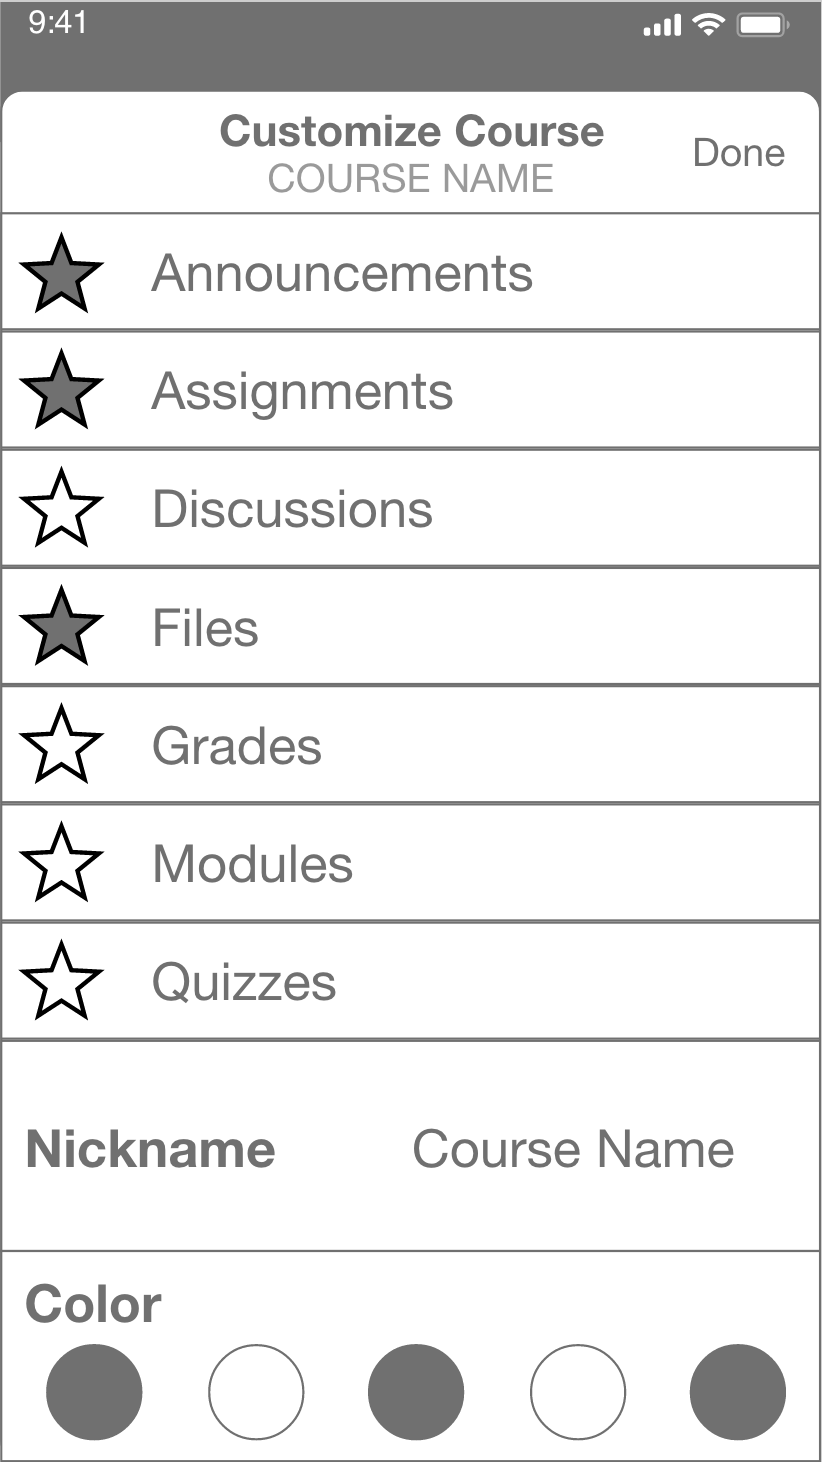 9:41
Customize Course
COURSE NAME
Done
Announcements
Assignments
Discussions
Files
Grades
Modules
Quizzes
Nickname Course Name
Color